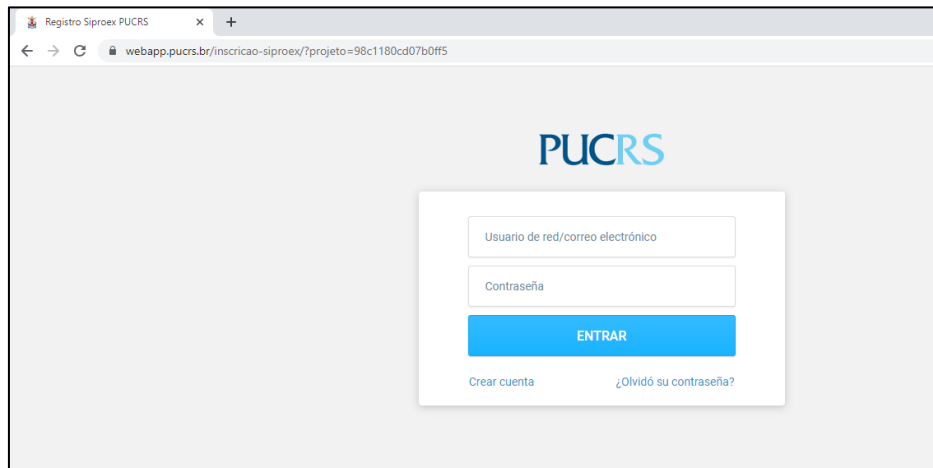 Registro Siproex PUCRS
webapp.pucrs.br/inscricao-siproex/?projeto=98c1180cd07b0ff5
PUCRS
Usuario de red/correo electrónico
Contraseña
ENTRAR
Crear cuenta ¿Olvidó su contraseña?